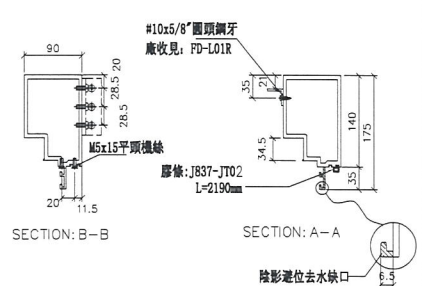 #10x5/8"圓頭鋼牙
廠收見: FD-L01R
90
20
28.5
28.5
M5x15平頭機絲
20
11.5
SECTION: B-B
35
21
140
175
34.5
膠條:J837-JT02
L=2190mm
35
SECTION: A-A
陰影避位去水缺口
6.5